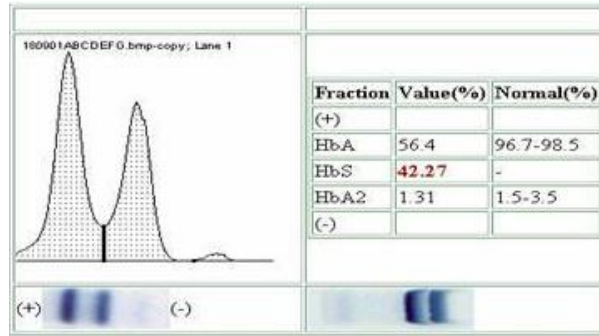 180901ABCDEFG.bmp-copy; Lane 1
Fraction Value(%) Normal(%)
(+)
HbA 56.4 96.7-98.5
HbS 42.27 -
HbA2 1.31 1.5-3.5
(-)
(+) (-)